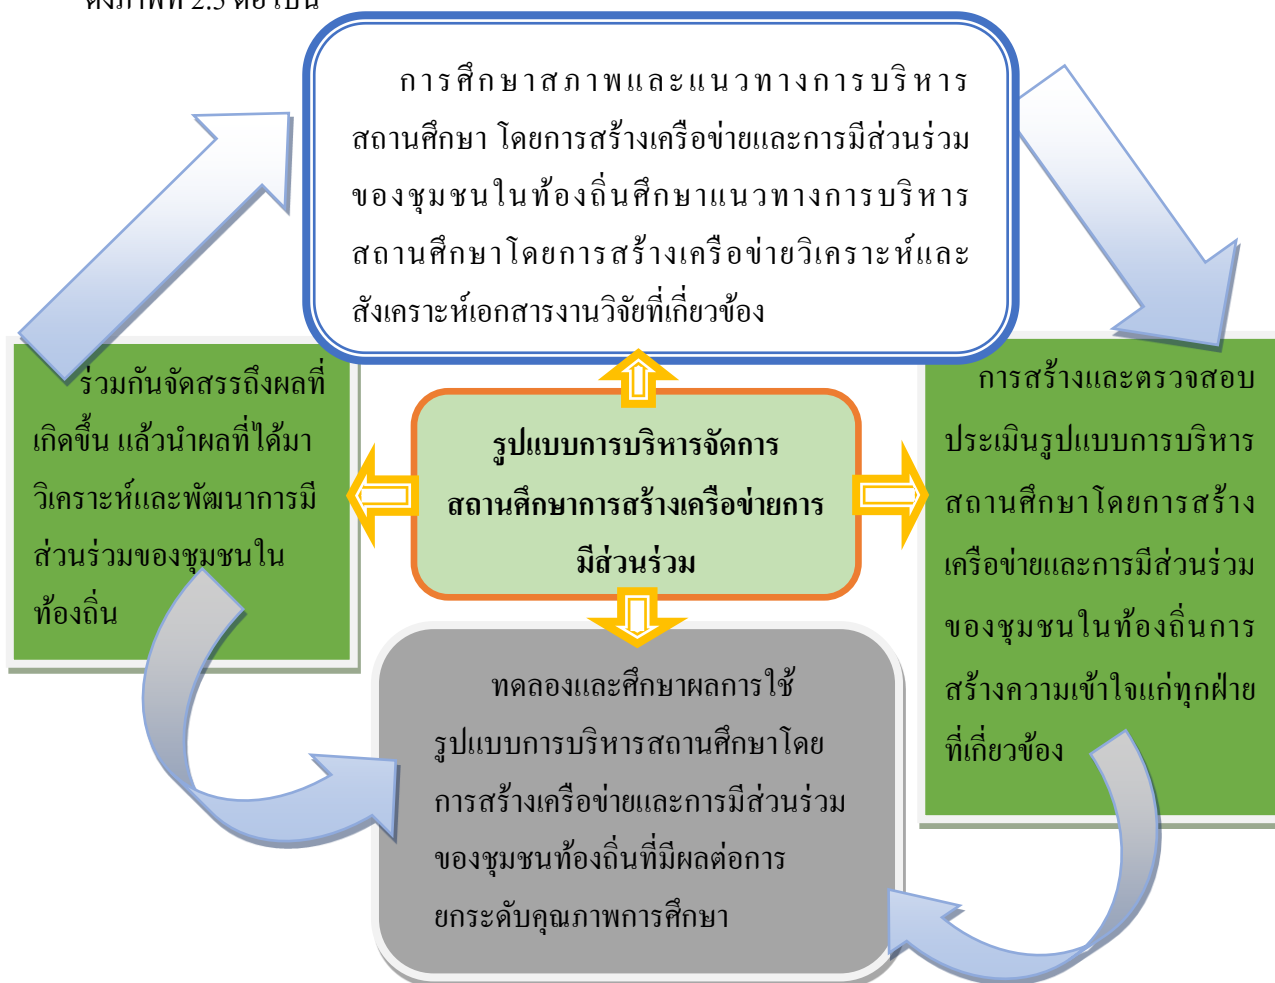 ดังภาพที่ 2.5 ต่อ เป็น
การศึกษาสภาพและแนวทางการบริหาร
สถานศึกษา โดยการสร้างเครือข่ายและการมีส่วนร่วม
ของชุมชนในท้องถิ่นศึกษาแนวทางการบริหาร
สถานศึกษาโดยการสร้างเครือข่ายวิเคราะห์และ
สังเคราะห์เอกสารงานวิจัยที่เกี่ยวข้อง
ร่วมกันจัดสรรถึงผลที่
เกิดขึ้น แล้วนำผลที่ได้มา
วิเคราะห์และพัฒนาการมี
ส่วนร่วมของชุมชนใน
ท้องถิ่น
รูปแบบการบริหารจัดการ
สถานศึกษาการสร้างเครือข่ายการ
มีส่วนร่วม
การสร้างและตรวจสอบ
ประเมินรูปแบบการบริหาร
สถานศึกษาโดยการสร้าง
เครือข่ายและการมีส่วนร่วม
ของชุมชนในท้องถิ่นการ
สร้างความเข้าใจแก่ทุกฝ่าย
ที่เกี่ยวข้อง
ทดลองและศึกษาผลการใช้
รูปแบบการบริหารสถานศึกษาโดย
การสร้างเครือข่ายและการมีส่วนร่วม
ของชุมชนท้องถิ่นที่มีผลต่อการ
ยกระดับคุณภาพการศึกษา